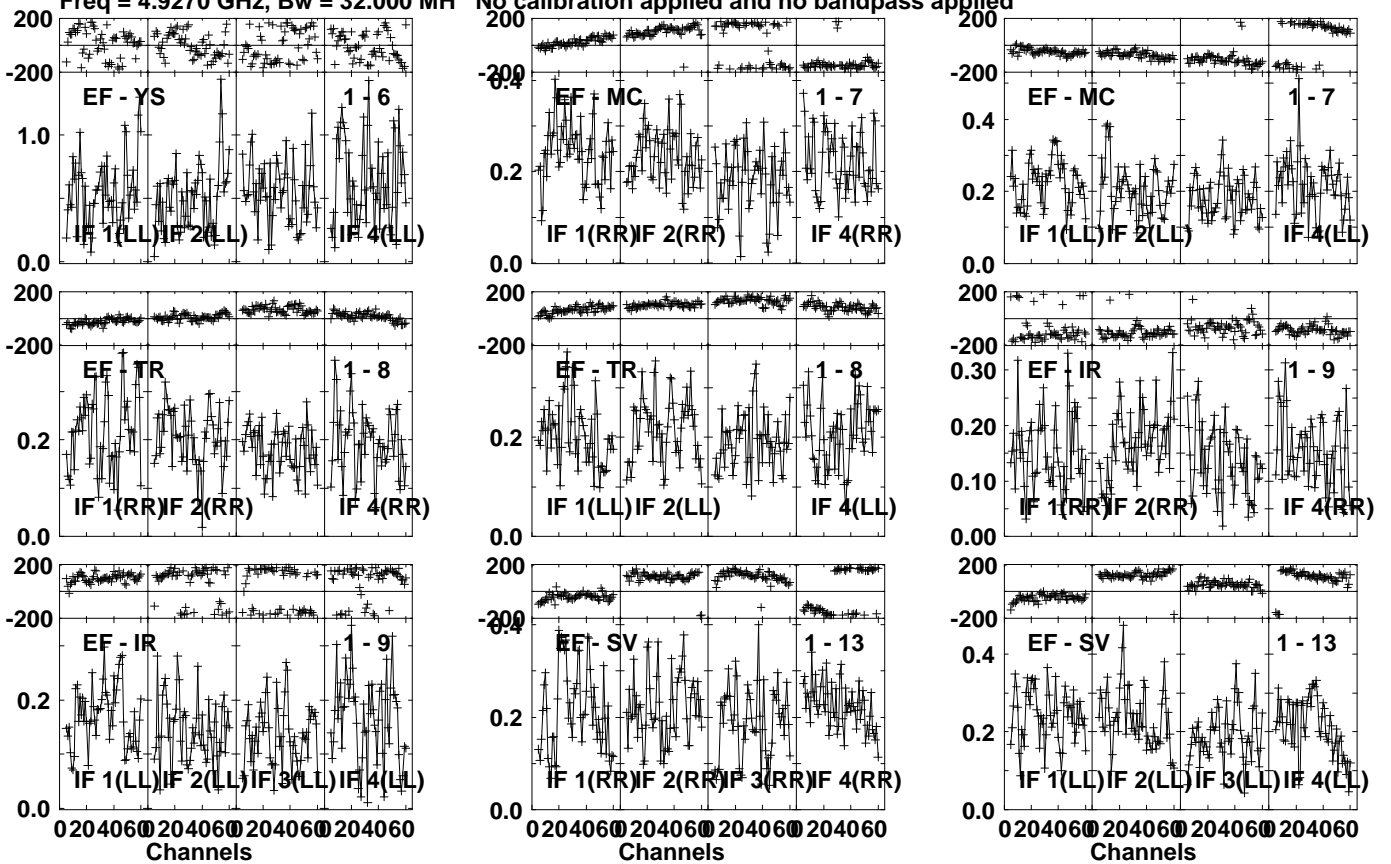 Freq = 4.9270 GHz, Bw = 32.000 MH No calibration applied and no bandpass applied
200
-200
EF - YS 1 - 6
1.0
IF 1(LL) IF 2(LL) IF 4(LL)
0.0
200
-200
0.4
EF - MC 1 - 7
0.2
IF 1(RR) IF 2(RR) IF 4(RR)
0.0
200
-200
EF - MC 1 - 7
0.4
0.2
IF 1(LL) IF 2(LL) IF 4(LL)
0.0
200
-200
EF - TR 1 - 8
0.2
IF 1(RR) IF 2(RR) IF 4(RR)
0.0
200
-200
EF - TR 1 - 8
0.2
IF 1(LL) IF 2(LL) IF 4(LL)
0.0
200
-200
EF - IR 1 - 9
0.30
0.20
0.10
IF 1(RR) IF 2(RR) IF 4(RR)
0.00
200
-200
EF - IR 1 - 9
0.2
IF 1(LL) IF 2(LL) IF 3(LL) IF 4(LL)
0.0
0 20 40 60 0 20 40 60 0 20 40 60 0 20 40 60
Channels
200
-200
0.4
EF - SV 1 - 13
0.2
IF 1(RR) IF 2(RR) IF 3(RR) IF 4(RR)
0.0
0 20 40 60 0 20 40 60 0 20 40 60 0 20 40 60
Channels
200
-200
EF - SV 1 - 13
0.4
0.2
IF 1(LL) IF 2(LL) IF 3(LL) IF 4(LL)
0.0
0 20 40 60 0 20 40 60 0 20 40 60 0 20 40 60
Channels